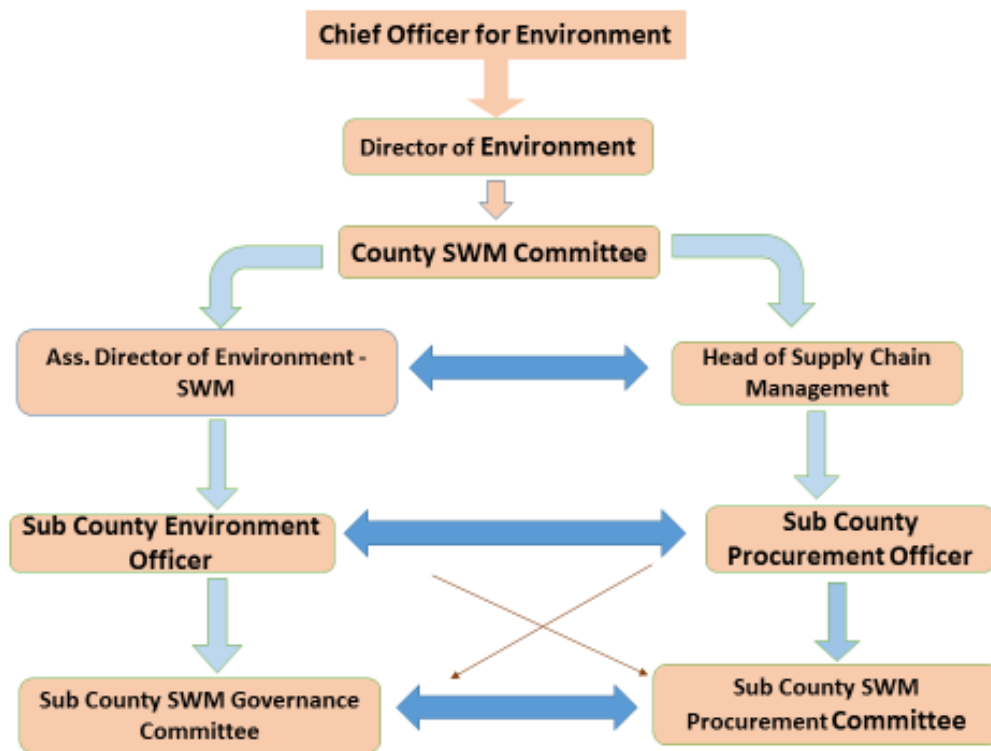 Chief Officer for Environment
Director of Environment
County SWM Committee
Ass. Director of Environment -
SWM
Head of Supply Chain
Management
Sub County Environment
Officer
Sub County
Procurement Officer
Sub County SWM Governance
Committee
Sub County SWM
Procurement Committee